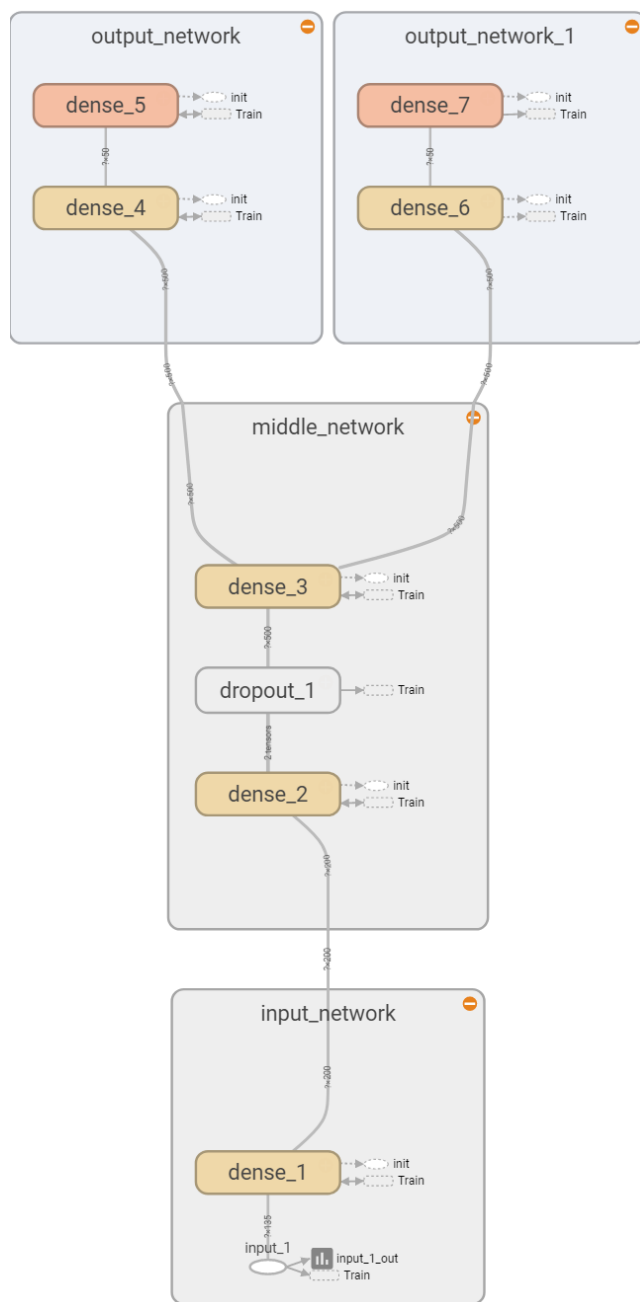 output_network
output_network_1
dense_5
init
Train
dense_7
init
Train
?×50
?×50
dense_4
init
Train
dense_6
init
Train
?×500
?×500
?×500
?×500
middle_network
?×500
?×500
dense_3
init
Train
?×500
dropout_1
Train
2 tensors
dense_2
init
Train
?×200
?×200
input_network
?×200
dense_1
init
Train
?×135
input_1
input_1_out
Train